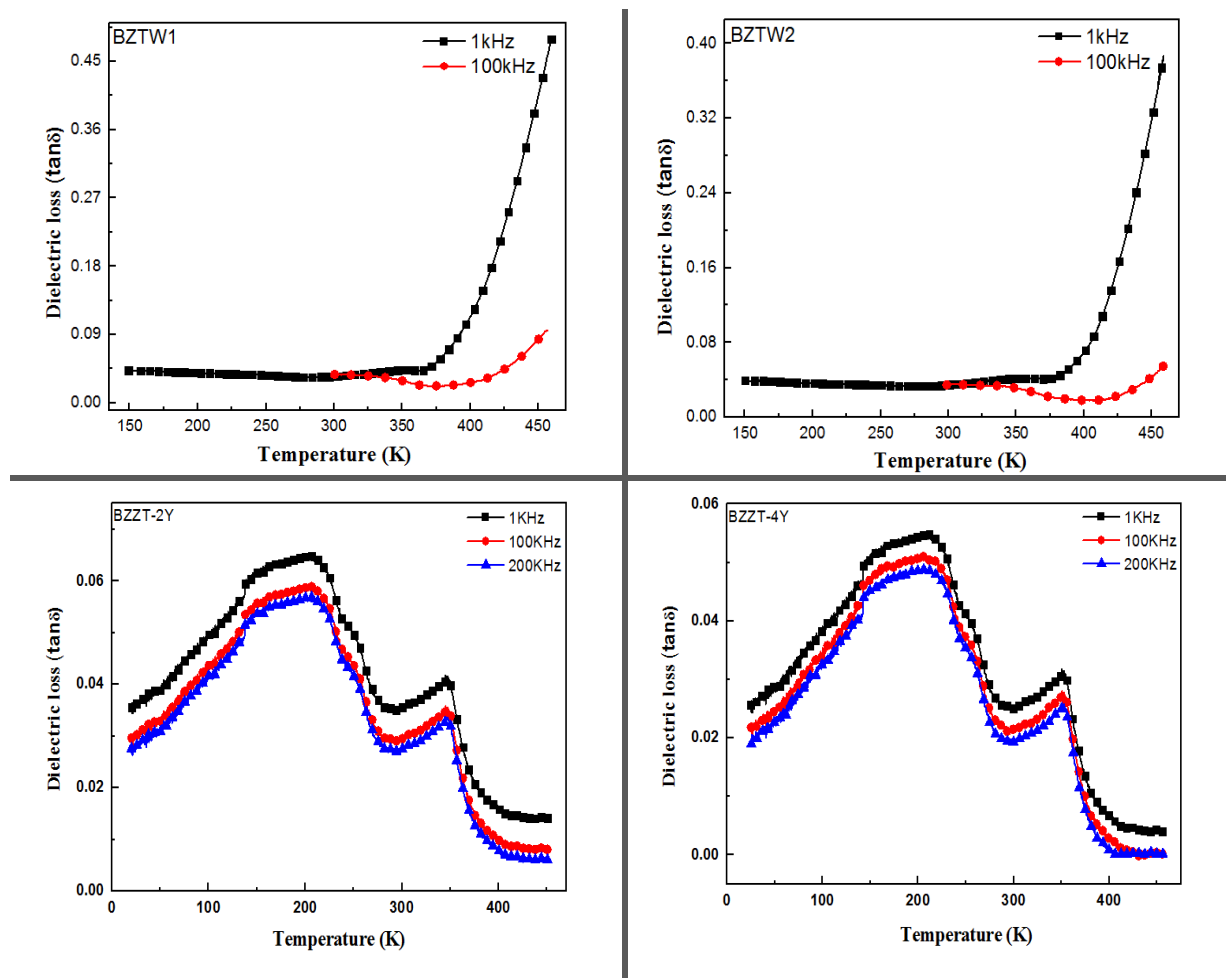 BZTW1
1kHz
100kHz
0.45
0.36
0.27
0.18
0.09
0.00
150 200 250 300 350 400 450
Dielectric loss (tanδ)
Temperature (K)
BZTW2
1kHz
100kHz
0.40
0.32
0.24
0.16
0.08
0.00
150 200 250 300 350 400 450
Dielectric loss (tanδ)
Temperature (K)
BZZT-2Y
1KHz
100KHz
200KHz
0.06
0.04
0.02
0.00
0 100 200 300 400
Dielectric loss (tanδ)
Temperature (K)
BZZT-4Y
1KHz
100KHz
200KHz
0.06
0.04
0.02
0.00
0 100 200 300 400
Dielectric loss (tanδ)
Temperature (K)